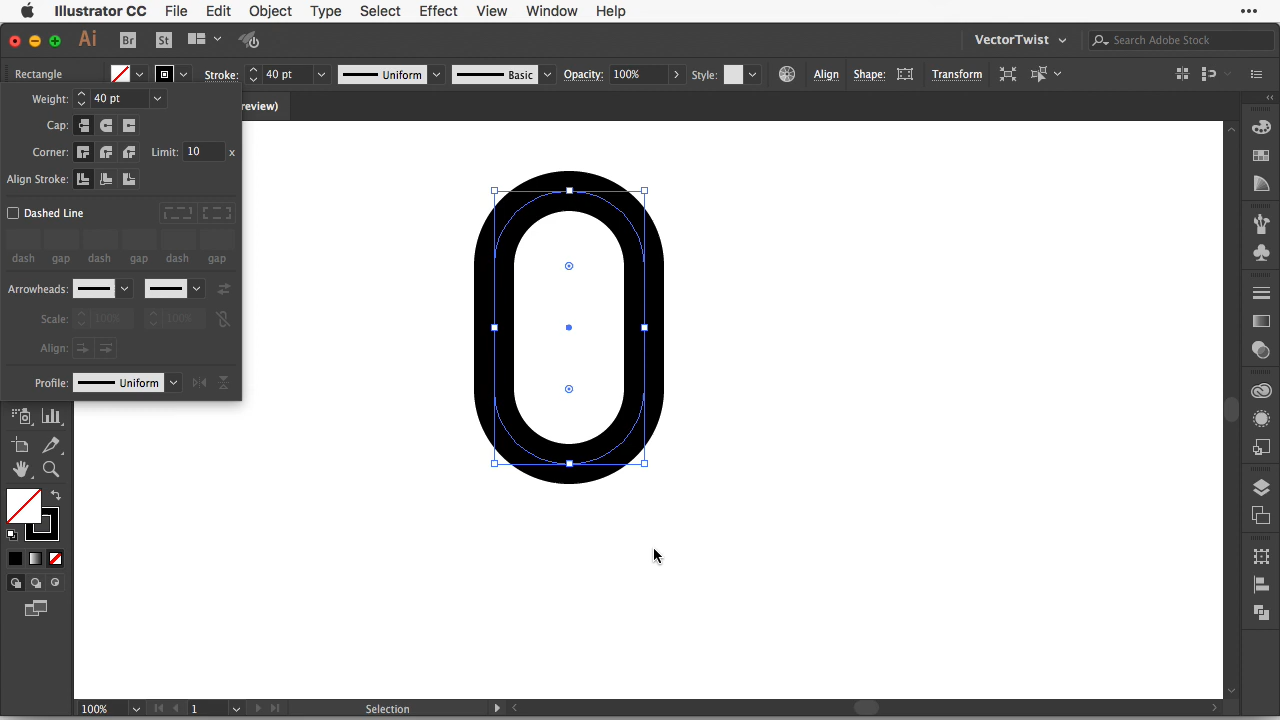 Illustrator CC File Edit Object Type Select Effect View Window Help
Ai Br St VectorTwist Search Adobe Stock
Rectangle Stroke: 40 pt Uniform Basic Opacity: 100% Style: Align Shape: Transform
Weight: 40 pt
review)
Cap:
Corner: Limit: 10 x
Align Stroke:
Dashed Line
dash gap dash gap dash gap
Arrowheads:
Scale: 100% 100%
Align:
Profile: Uniform
100% 1 Selection